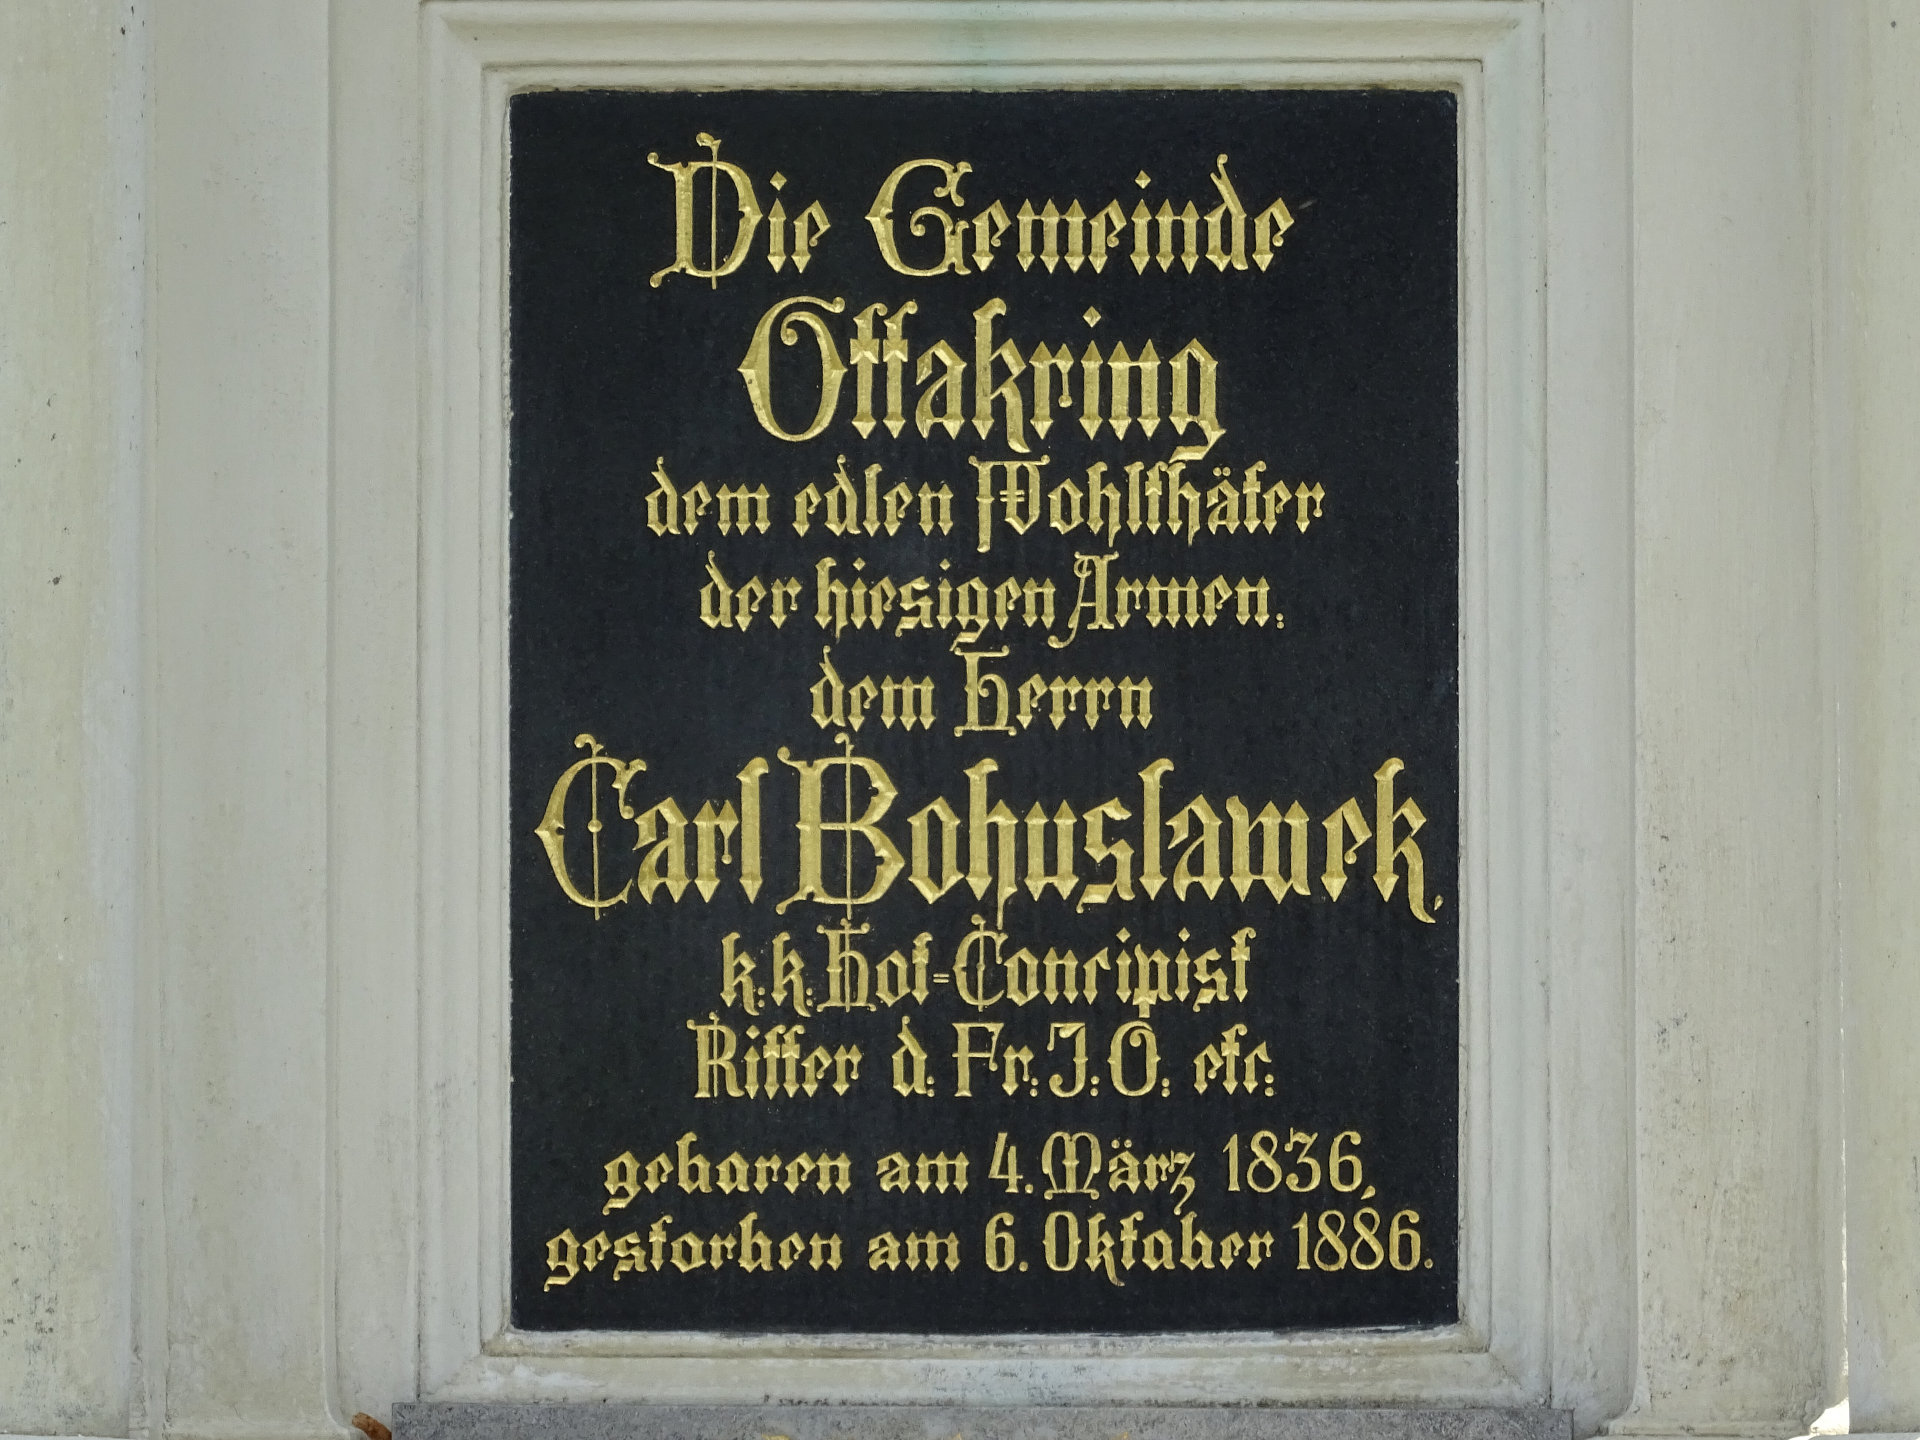 Die Gemeinde
Ottakring
dem edlen Wohlthäter
der hiesigen Armen:
dem Herrn
Carl Bohuslawek,
k:k: Hof=Concipist
Ritter d: Fr: J: O: etc:
geboren am 4. März 1836,
gestorben am 6. Oktober 1886.